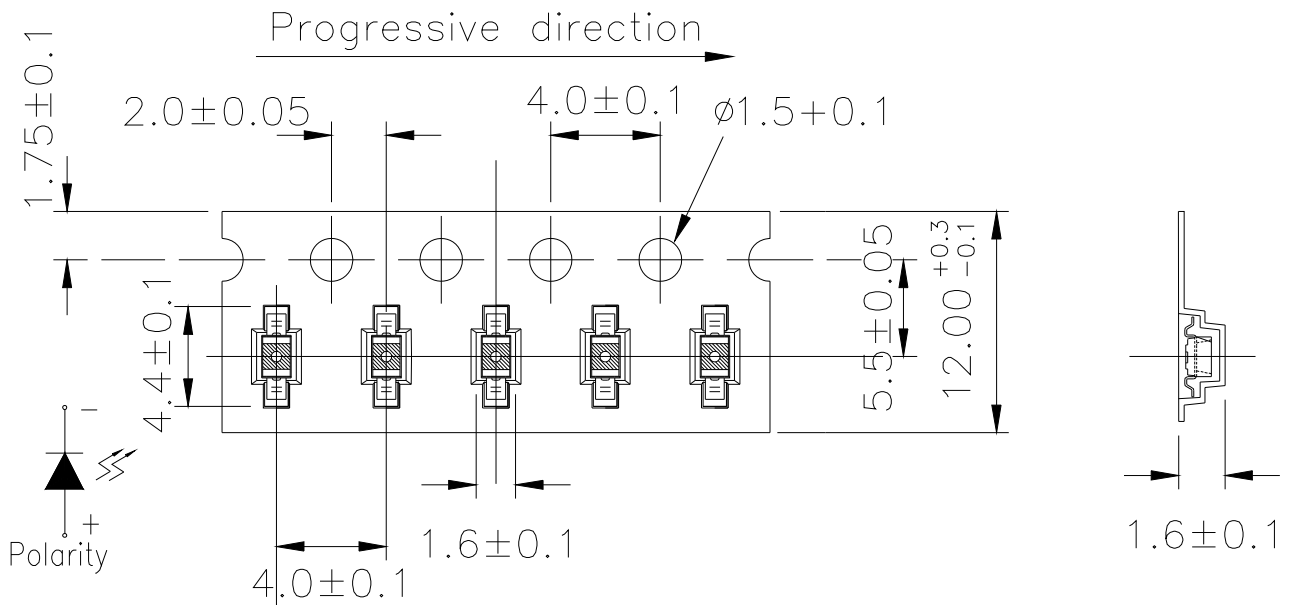 Progressive direction
1.75±0.1
2.0±0.05
4.0±0.1
ø1.5+0.1
4.4±0.1
5.5±0.05
12.00 +0.3 -0.1
−
+
Polarity
1.6±0.1
4.0±0.1
1.6±0.1